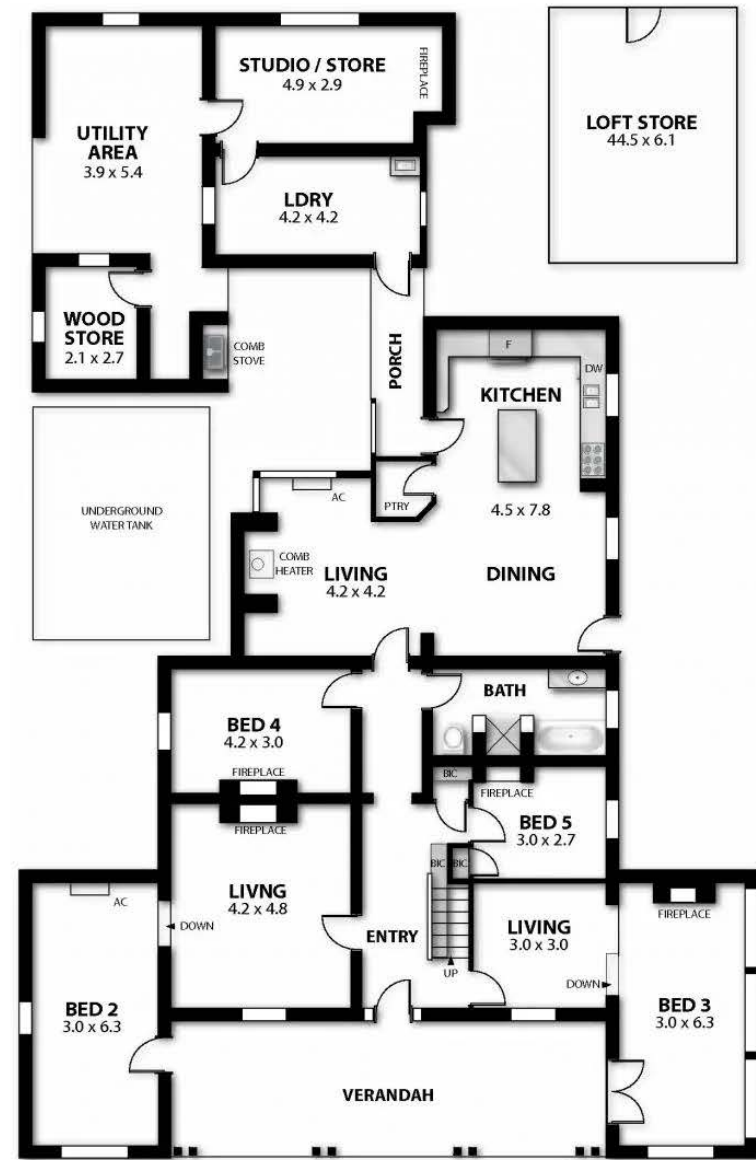 STUDIO / STORE
4.9 x 2.9
FIREPLACE
LOFT STORE
44.5 x 6.1
UTILITY
AREA
3.9 x 5.4
LDRY
4.2 x 4.2
WOOD
STORE
2.1 x 2.7
COMB
STOVE
PORCH
F
DW
KITCHEN
4.5 x 7.8
PTRY
AC
UNDERGROUND
WATER TANK
COMB
HEATER
LIVING
4.2 x 4.2
DINING
BED 4
4.2 x 3.0
FIREPLACE
BATH
BIC
FIREPLACE
BED 5
3.0 x 2.7
BIC
BIC
FIREPLACE
LIVNG
4.2 x 4.8
AC
DOWN
ENTRY
UP
LIVING
3.0 x 3.0
DOWN
FIREPLACE
BED 2
3.0 x 6.3
BED 3
3.0 x 6.3
VERANDAH